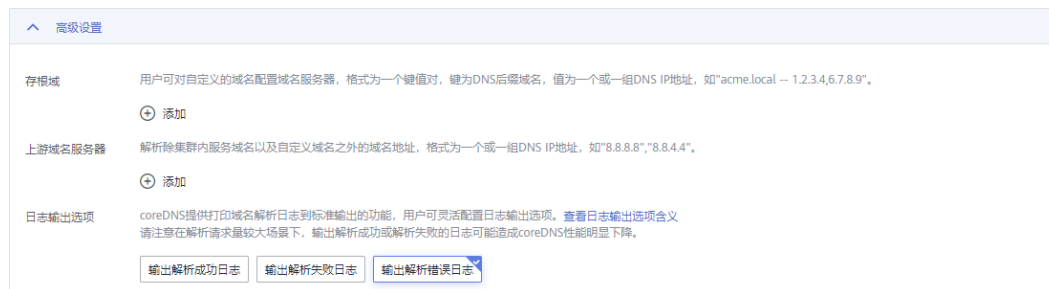 高级设置
存根域
用户可对自定义的域名配置域名服务器，格式为一个键值对，键为DNS后缀域名，值为一个或一组DNS IP地址，如"acme.local -- 1.2.3.4,6.7.8.9"。
添加
上游域名服务器
解析除集群内服务域名以及自定义域名之外的域名地址，格式为一个或一组DNS IP地址，如"8.8.8.8","8.8.4.4"。
添加
日志输出选项
coreDNS提供打印域名解析日志到标准输出的功能，用户可灵活配置日志输出选项。查看日志输出选项含义
请注意在解析请求量较大场景下，输出解析成功或解析失败的日志可能造成coreDNS性能明显下降。
输出解析成功日志 输出解析失败日志 输出解析错误日志